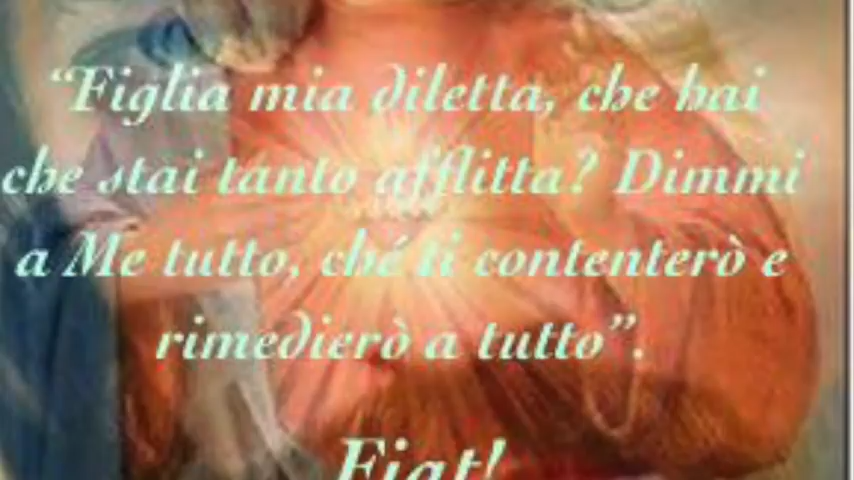 “Figlia mia diletta, che hai
che stai tanto afflitta? Dimmi
a Me tutto, ché ti contenterò e
rimedierò a tutto”.
Fiat!